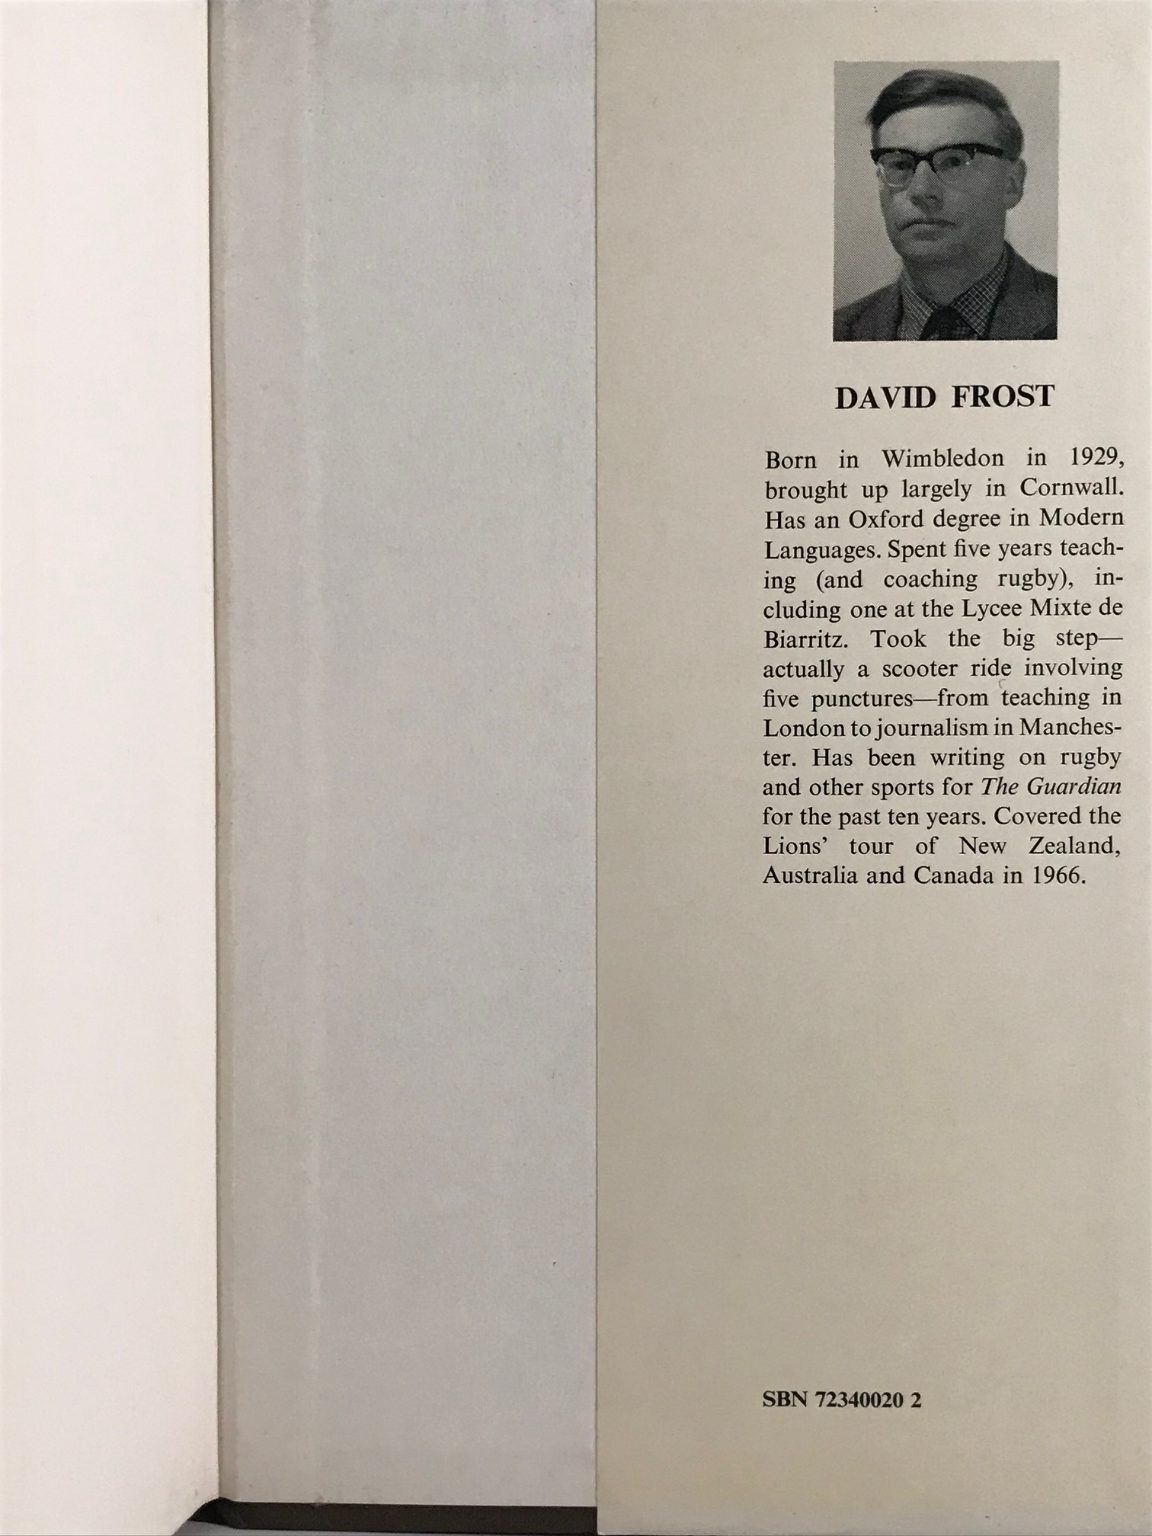 DAVID FROST
Born in Wimbledon in 1929,
brought up largely in Cornwall.
Has an Oxford degree in Modern
Languages. Spent five years teach-
ing (and coaching rugby), in-
cluding one at the Lycee Mixte de
Biarritz. Took the big step—
actually a scooter ride involving
five punctures—from teaching in
London to journalism in Manches-
ter. Has been writing on rugby
and other sports for The Guardian
for the past ten years. Covered the
Lions' tour of New Zealand,
Australia and Canada in 1966.
SBN 72340020 2